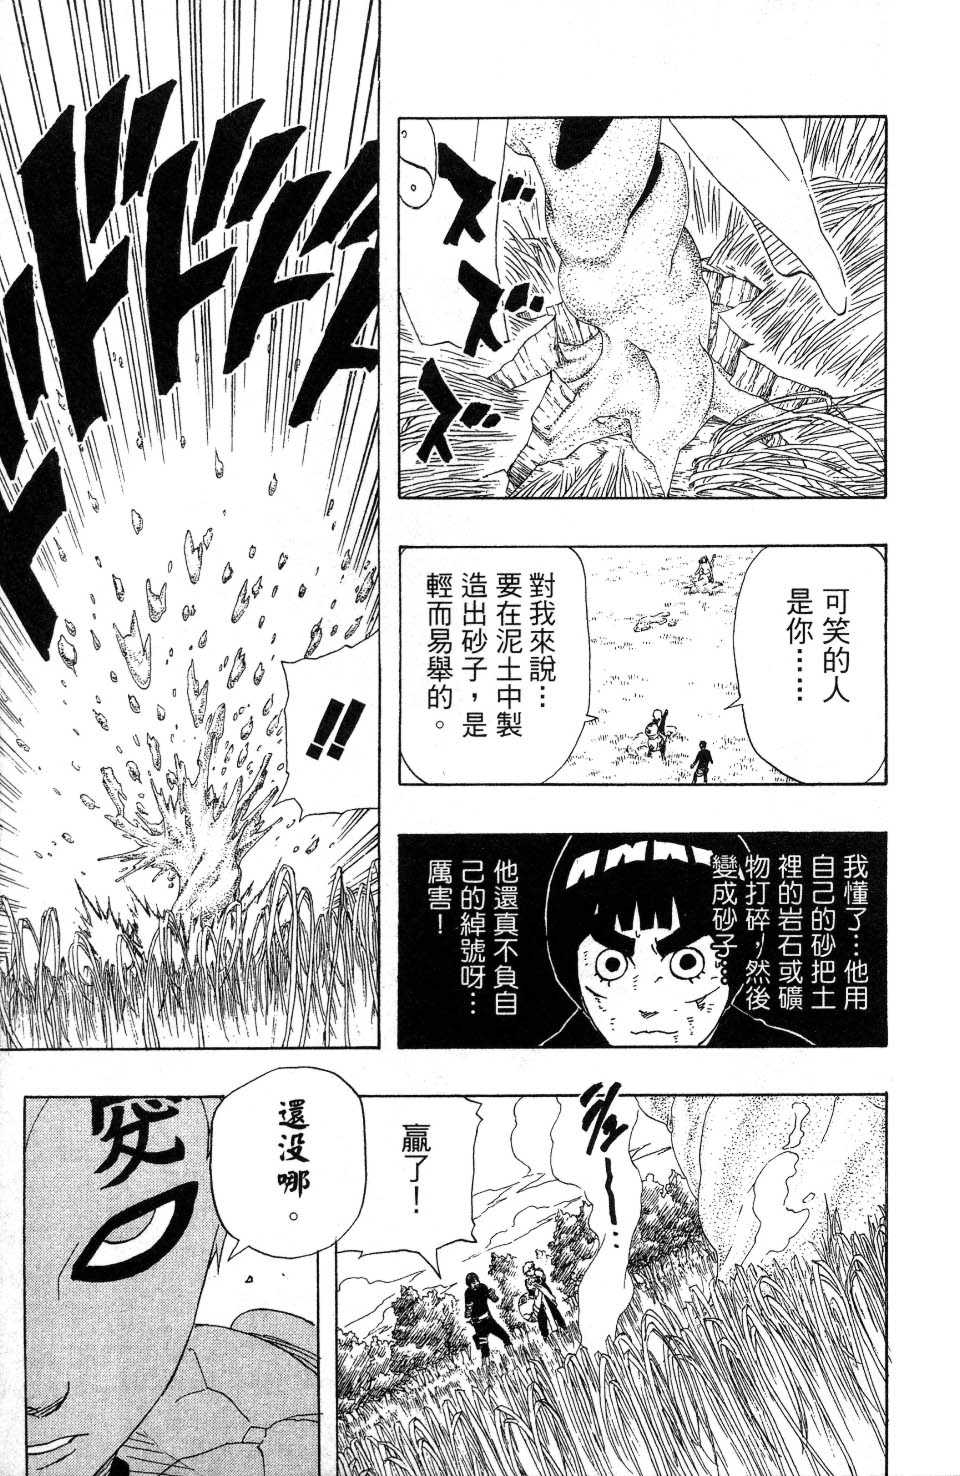 ズズズ
可笑的人
是你……
對我來說…
要在泥土中製
造出砂子，是
輕而易舉的。
我懂了…他用
自己的砂把土
裡的岩石或礦
物打碎，然後
變成砂子…
他還真不負自
己的綽號呀…
厲害！
ドドドド
!!
贏了！
還没哪。
愛